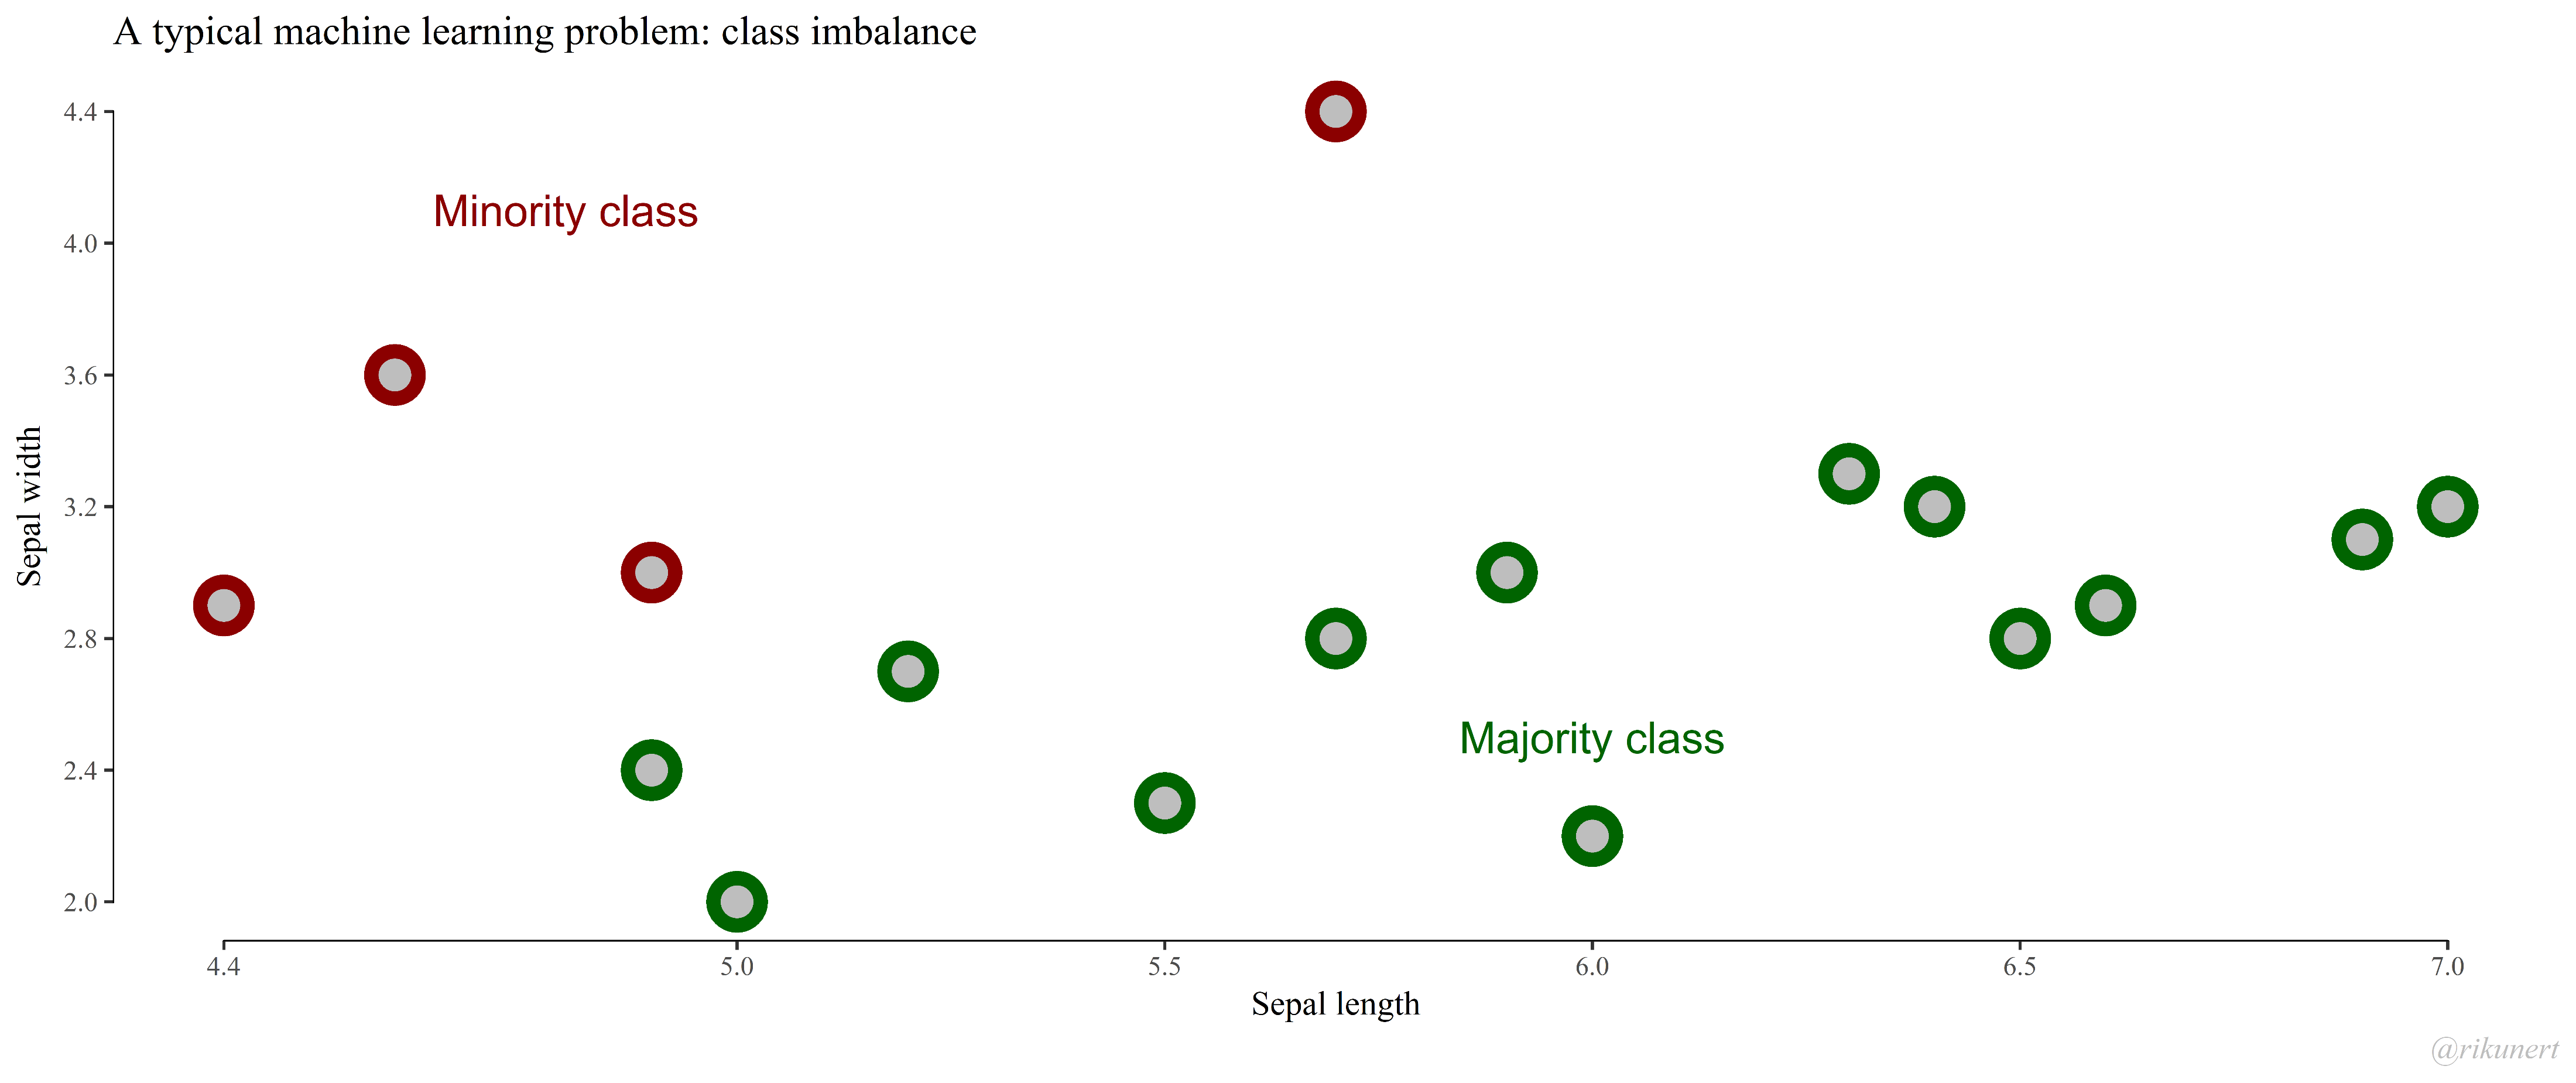 A typical machine learning problem: class imbalance
4.4
Minority class
4.0
3.6
Sepal width
3.2
2.8
Majority class
2.4
2.0
4.4 5.0 5.5 6.0 6.5 7.0
Sepal length
@rikunert